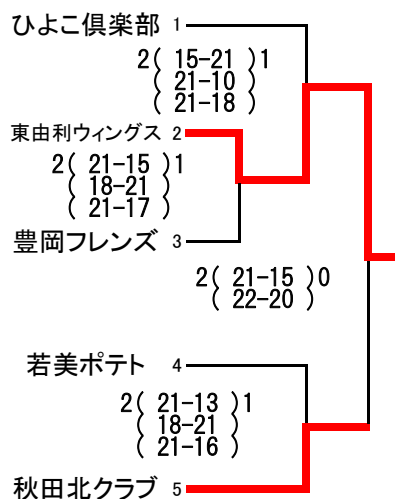 ひよこ倶楽部 1
2( 15-21 )1
( 21-10 )
( 21-18 )
東由利ウィングス 2
2( 21-15 )1
( 18-21 )
( 21-17 )
豊岡フレンズ 3
2( 21-15 )0
( 22-20 )
若美ポテト 4
2( 21-13 )1
( 18-21 )
( 21-16 )
秋田北クラブ 5